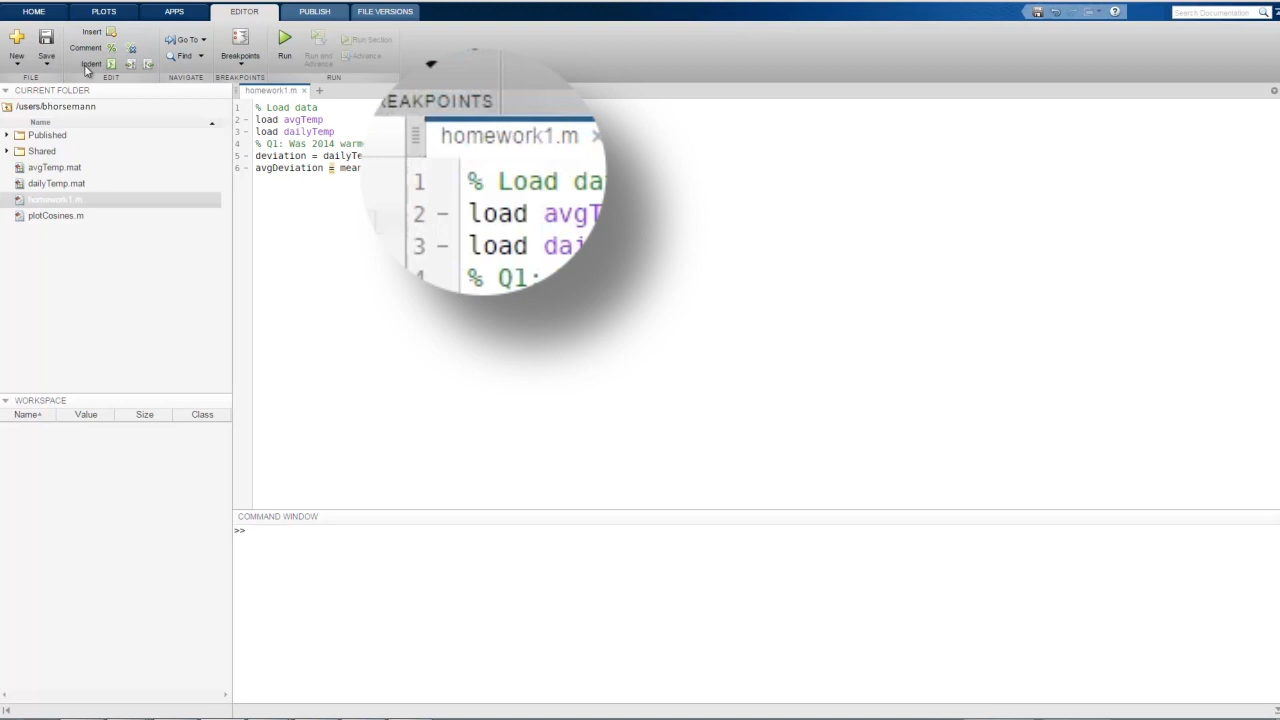 HOME PLOTS APPS EDITOR PUBLISH FILE VERSIONS
Search Documentation
Insert
Comment
Indent
New Save
Go To
Find
Breakpoints
Run
Run and Advance
Run Section
Advance
FILE EDIT NAVIGATE BREAKPOINTS RUN
CURRENT FOLDER
/users/bhorsemann
Name
Published
Shared
avgTemp.mat
dailyTemp.mat
homework1.m
plotCosines.m
WORKSPACE
Name Value Size Class
homework1.m × +
1 % Load data
2 – load avgTemp
3 – load dailyTemp
4 % Q1: Was 2014 warm
5 – deviation = dailyTe
6 – avgDeviation = mear
EAKPOINTS
homework1.m ×
1 % Load da
2 – load avgT
3 – load dai
4 % Q1:
COMMAND WINDOW
>>